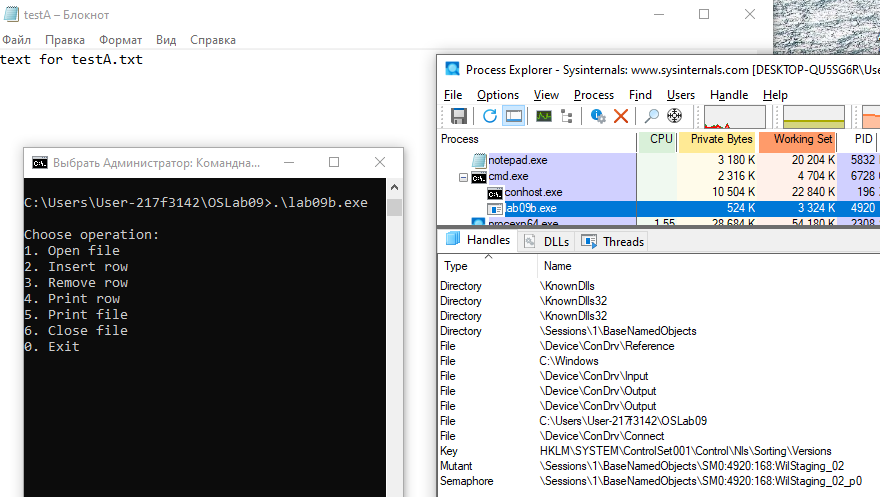 testA – Блокнот
Файл Правка Формат Вид Справка
text for testA.txt
Выбрать Администратор: Командна...
C:\Users\User-217f3142\OSLab09>.\lab09b.exe
Choose operation:
1. Open file
2. Insert row
3. Remove row
4. Print row
5. Print file
6. Close file
0. Exit
Process Explorer - Sysinternals: www.sysinternals.com [DESKTOP-QU5SG6R\Use
File Options View Process Find Users Handle Help
Process CPU Private Bytes Working Set PID
notepad.exe 3 180 K 20 204 K 5832
cmd.exe 2 316 K 4 704 K 6728
conhost.exe 10 504 K 22 840 K 196
lab09b.exe 524 K 3 324 K 4920
procexp64.exe 1.55 28 684 K 54 180 K 2308
Handles DLLs Threads
Type Name
Directory \KnownDlls
Directory \KnownDlls32
Directory \KnownDlls32
Directory \Sessions\1\BaseNamedObjects
File \Device\ConDrv\Reference
File C:\Windows
File \Device\ConDrv\Input
File \Device\ConDrv\Output
File \Device\ConDrv\Output
File C:\Users\User-217f3142\OSLab09
File \Device\ConDrv\Connect
Key HKLM\SYSTEM\ControlSet001\Control\Nls\Sorting\Versions
Mutant \Sessions\1\BaseNamedObjects\SM0:4920:168:WilStaging_02
Semaphore \Sessions\1\BaseNamedObjects\SM0:4920:168:WilStaging_02_p0